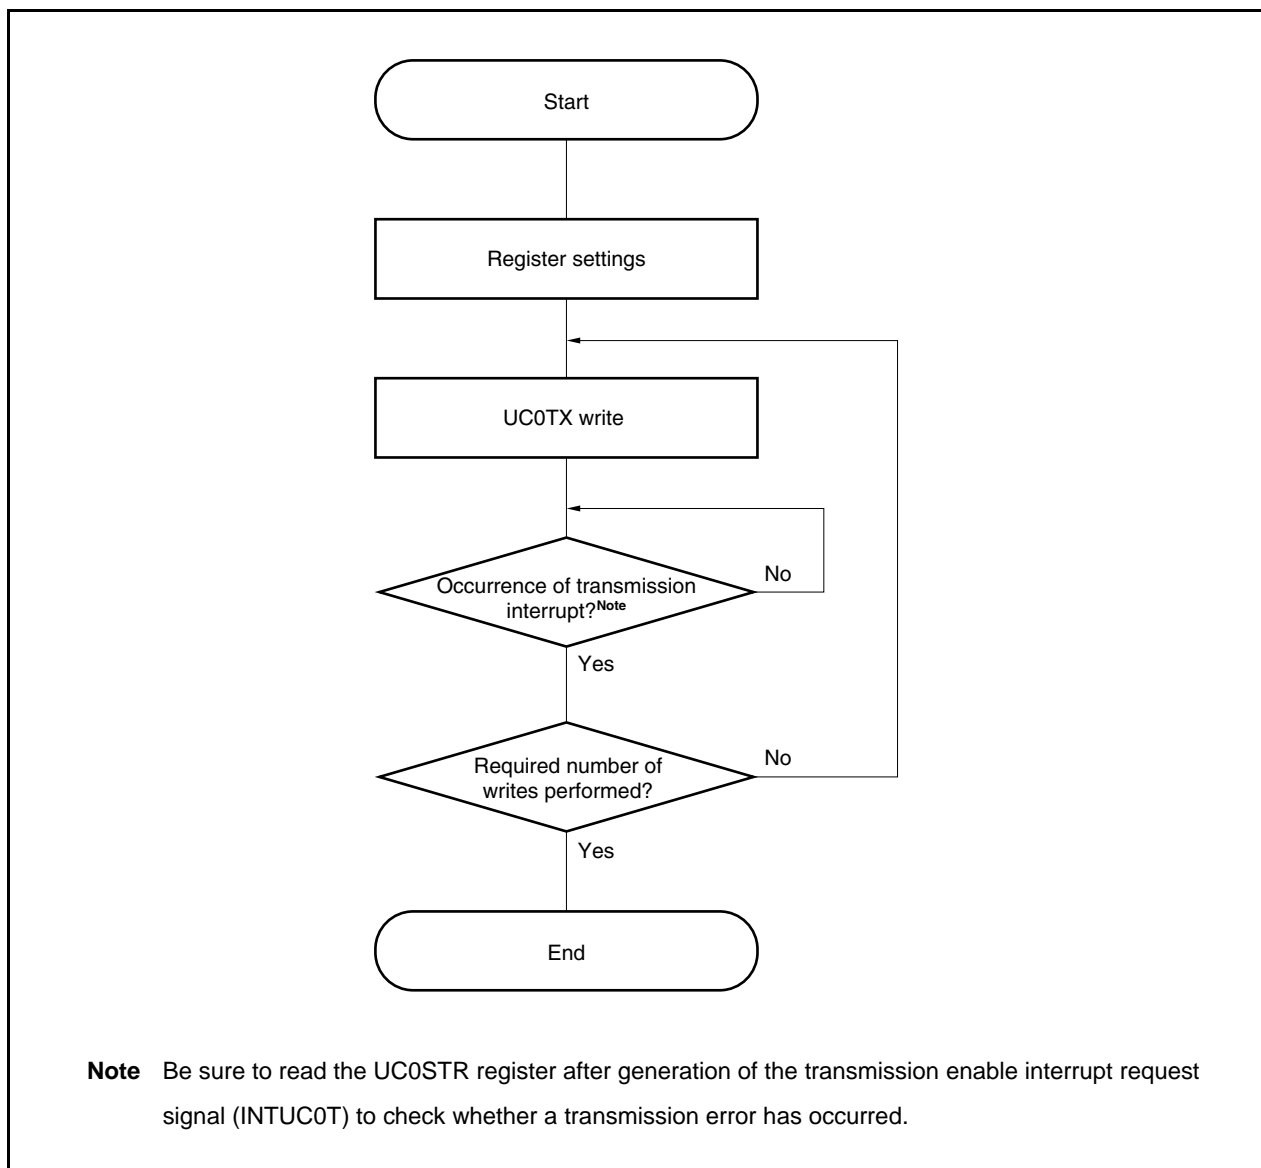 Start
Register settings
UC0TX write
Occurrence of transmission
interrupt?Note
No
Yes
Required number of
writes performed?
No
Yes
End
Note Be sure to read the UC0STR register after generation of the transmission enable interrupt request
signal (INTUC0T) to check whether a transmission error has occurred.